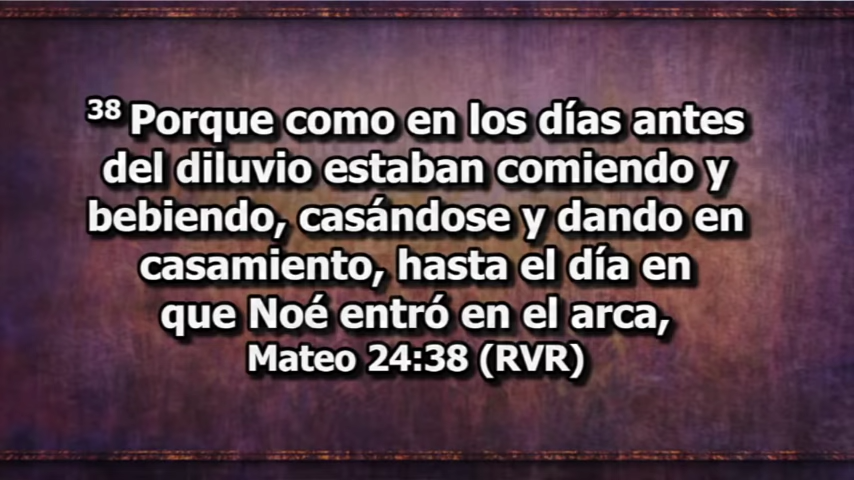 38 Porque como en los días antes
del diluvio estaban comiendo y
bebiendo, casándose y dando en
casamiento, hasta el día en
que Noé entró en el arca,
Mateo 24:38 (RVR)